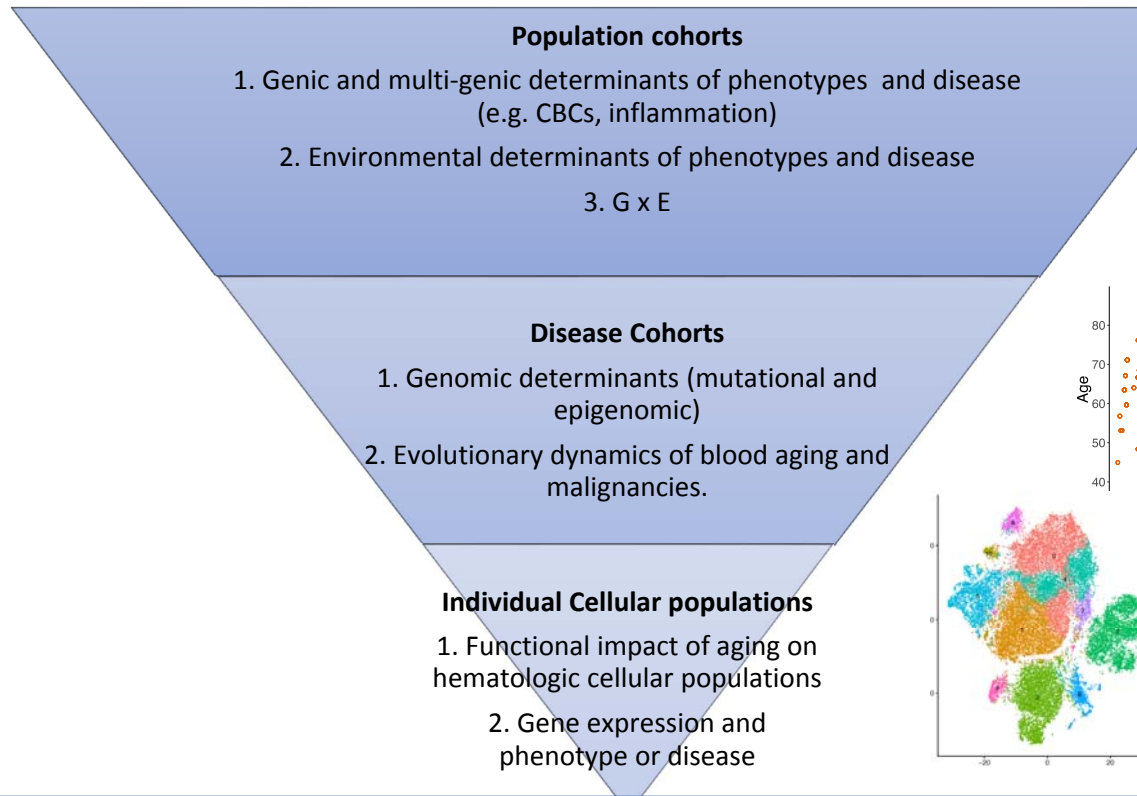 Population cohorts
1. Genic and multi-genic determinants of phenotypes and disease
(e.g. CBCs, inflammation)
2. Environmental determinants of phenotypes and disease
3. G x E
Disease Cohorts
1. Genomic determinants (mutational and
epigenomic)
2. Evolutionary dynamics of blood aging and
malignancies.
Individual Cellular populations
1. Functional impact of aging on
hematologic cellular populations
2. Gene expression and
phenotype or disease
Age
80
70
60
50
40
0
0
0
-20
0
20